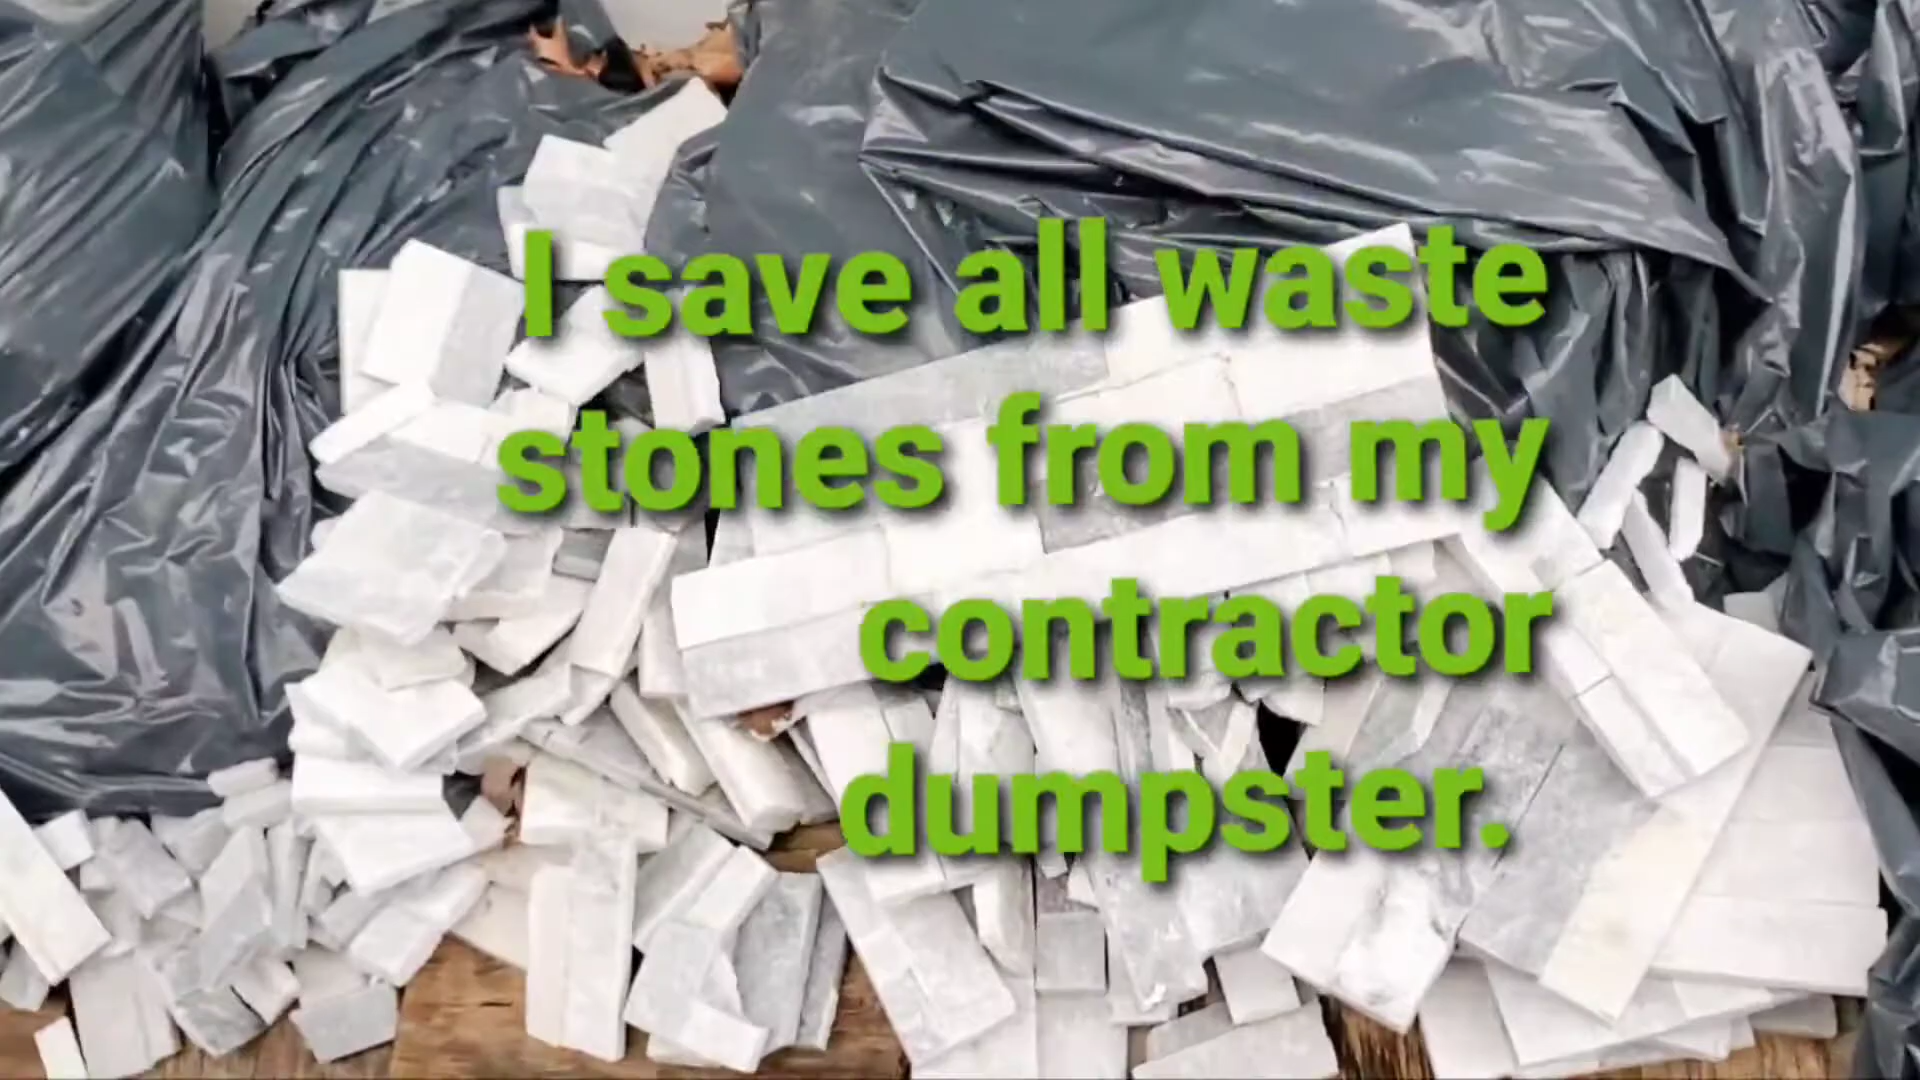 I save all waste
stones from my
contractor
dumpster.